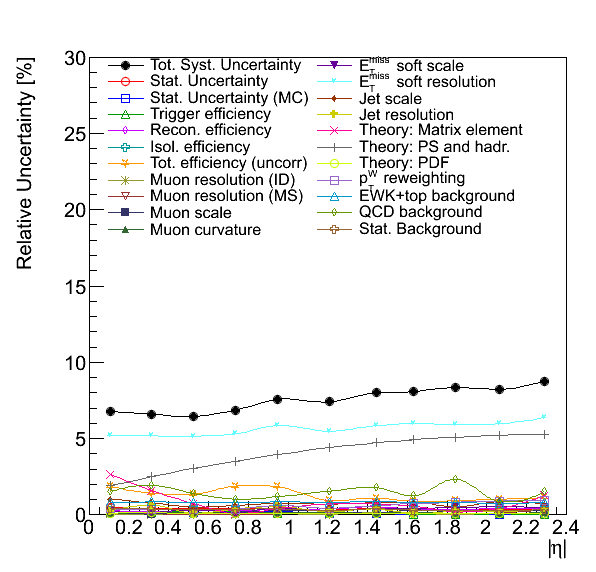 Relative Uncertainty [%]
30
25
20
15
10
5
0
Tot. Syst. Uncertainty
Stat. Uncertainty
Stat. Uncertainty (MC)
Trigger efficiency
Recon. efficiency
Isol. efficiency
Tot. efficiency (uncorr)
Muon resolution (ID)
Muon resolution (MS)
Muon scale
Muon curvature
E_T^miss soft scale
E_T^miss soft resolution
Jet scale
Jet resolution
Theory: Matrix element
Theory: PS and hadr.
Theory: PDF
p_T^W reweighting
EWK+top background
QCD background
Stat. Background
0 0.2 0.4 0.6 0.8 1 1.2 1.4 1.6 1.8 2 2.2 2.4
|η|